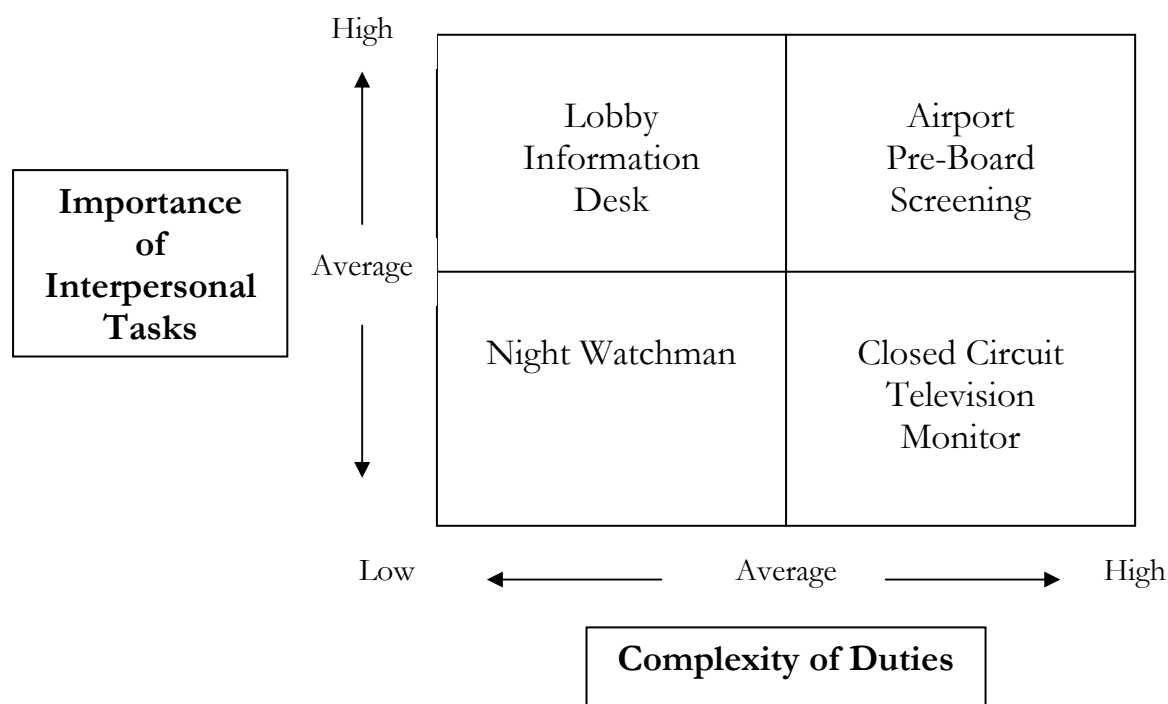 High
Lobby
Information
Desk
Airport
Pre-Board
Screening
Importance
of
Interpersonal
Tasks
Average
Night Watchman
Closed Circuit
Television
Monitor
Low
Average
High
Complexity of Duties